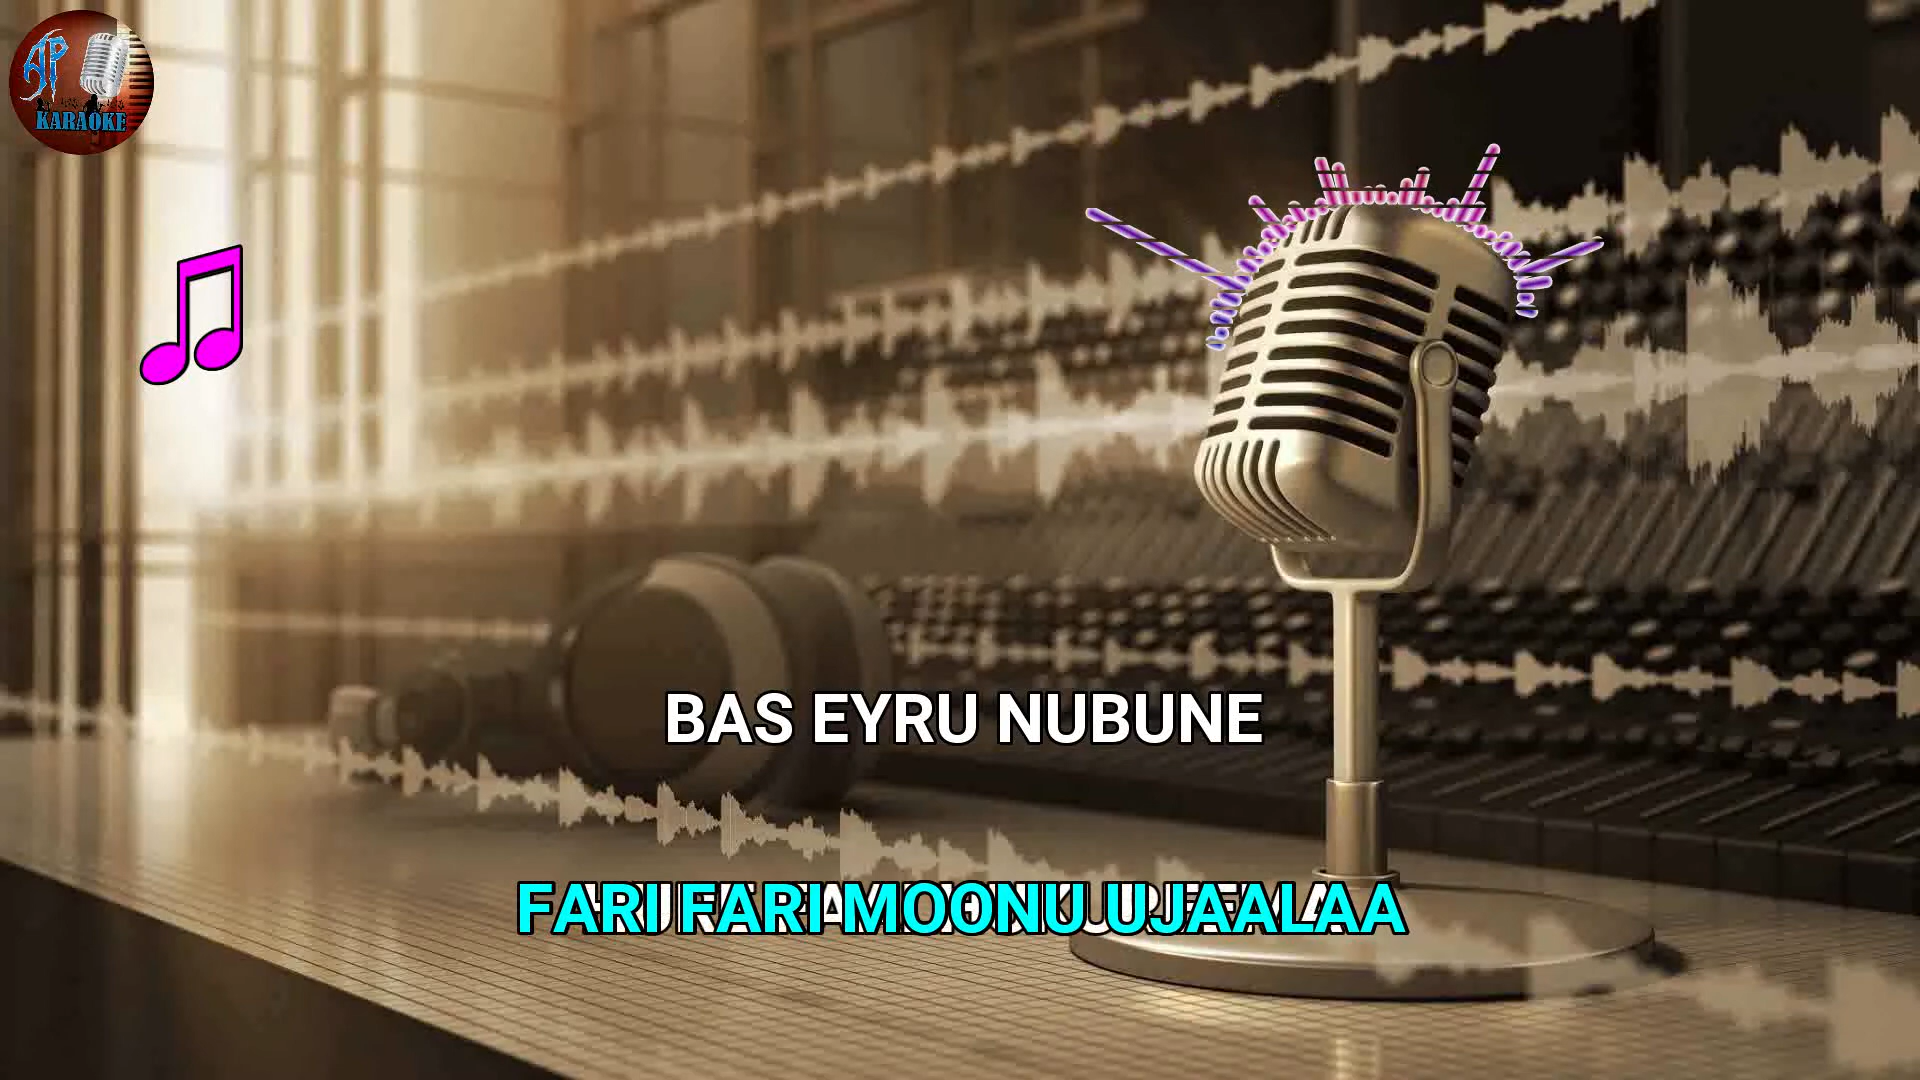 AP
KARAOKE
BAS EYRU NUBUNE
FARI FARI MOONU UJAALAA